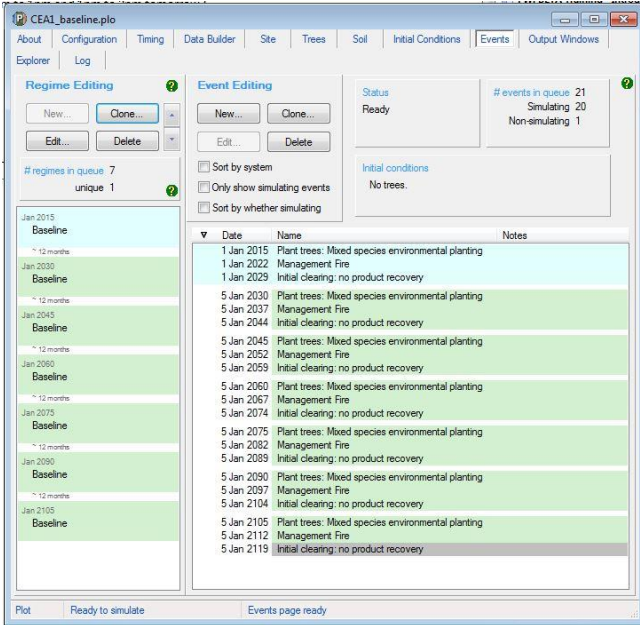 CEA1_baseline.plo
About Configuration Timing Data Builder Site Trees Soil Initial Conditions Events Output Windows
Explorer Log
Regime Editing
New... Clone...
Edit... Delete
# regimes in queue 7
unique 1
Jan 2015
Baseline
~ 12 months
Jan 2030
Baseline
~ 12 months
Jan 2045
Baseline
~ 12 months
Jan 2060
Baseline
~ 12 months
Jan 2075
Baseline
~ 12 months
Jan 2090
Baseline
~ 12 months
Jan 2105
Baseline
Event Editing
New... Clone...
Edit... Delete
Sort by system
Only show simulating events
Sort by whether simulating
Status
Ready
# events in queue 21
Simulating 20
Non-simulating 1
Initial conditions
No trees.
Date Name Notes
1 Jan 2015 Plant trees: Mixed species environmental planting
1 Jan 2022 Management Fire
1 Jan 2029 Initial clearing: no product recovery
5 Jan 2030 Plant trees: Mixed species environmental planting
5 Jan 2037 Management Fire
5 Jan 2044 Initial clearing: no product recovery
5 Jan 2045 Plant trees: Mixed species environmental planting
5 Jan 2052 Management Fire
5 Jan 2059 Initial clearing: no product recovery
5 Jan 2060 Plant trees: Mixed species environmental planting
5 Jan 2067 Management Fire
5 Jan 2074 Initial clearing: no product recovery
5 Jan 2075 Plant trees: Mixed species environmental planting
5 Jan 2082 Management Fire
5 Jan 2089 Initial clearing: no product recovery
5 Jan 2090 Plant trees: Mixed species environmental planting
5 Jan 2097 Management Fire
5 Jan 2104 Initial clearing: no product recovery
5 Jan 2105 Plant trees: Mixed species environmental planting
5 Jan 2112 Management Fire
5 Jan 2119 Initial clearing: no product recovery
Plot Ready to simulate Events page ready